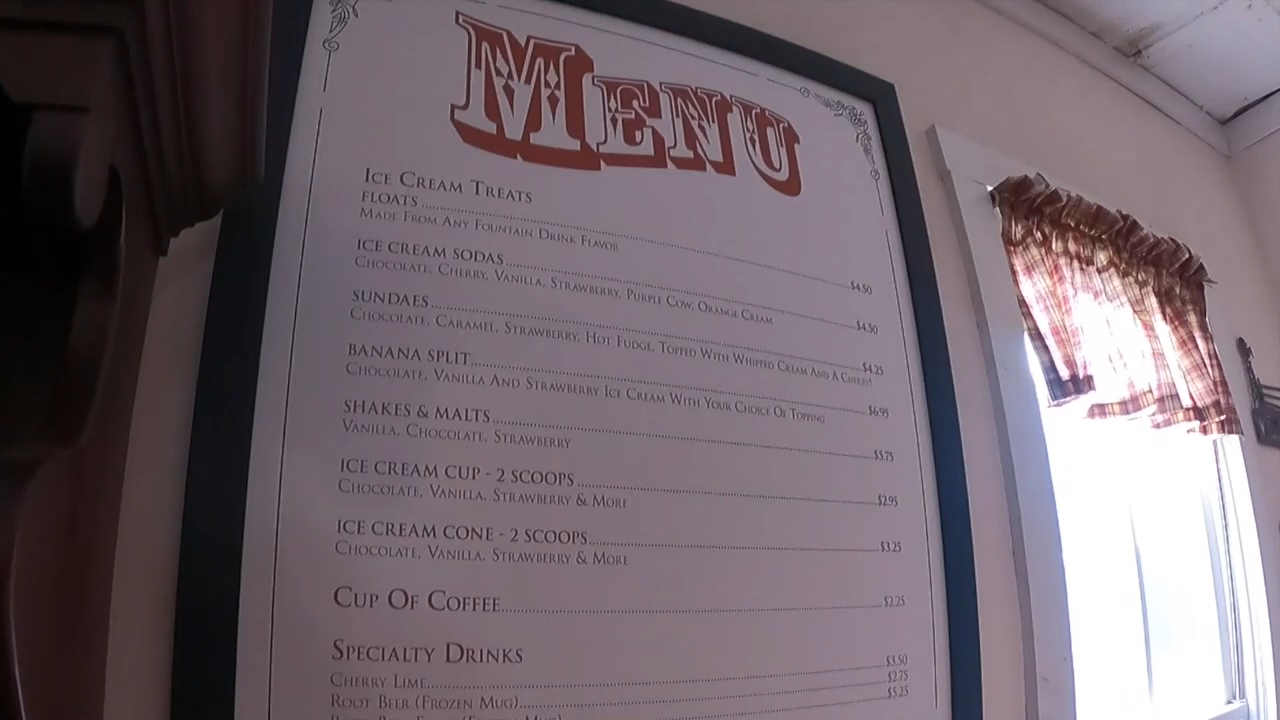 MENU
ICE CREAM TREATS
FLOATS $4.50
MADE FROM ANY FOUNTAIN DRINK FLAVOR
ICE CREAM SODAS $4.50
CHOCOLATE, CHERRY, VANILLA, STRAWBERRY, PURPLE COW, ORANGE CREAM
SUNDAES $4.25
CHOCOLATE, CARAMEL, STRAWBERRY, HOT FUDGE, TOPPED WITH WHIPPED CREAM AND A CHERRY!
BANANA SPLIT $6.95
CHOCOLATE, VANILLA AND STRAWBERRY ICE CREAM WITH YOUR CHOICE OF TOPPING
SHAKES & MALTS $5.75
VANILLA, CHOCOLATE, STRAWBERRY
ICE CREAM CUP - 2 SCOOPS $2.95
CHOCOLATE, VANILLA, STRAWBERRY & MORE
ICE CREAM CONE - 2 SCOOPS $3.25
CHOCOLATE, VANILLA, STRAWBERRY & MORE
CUP OF COFFEE $2.25
SPECIALTY DRINKS
CHERRY LIME $3.50
ROOT BEER (FROZEN MUG) $2.75
$5.25